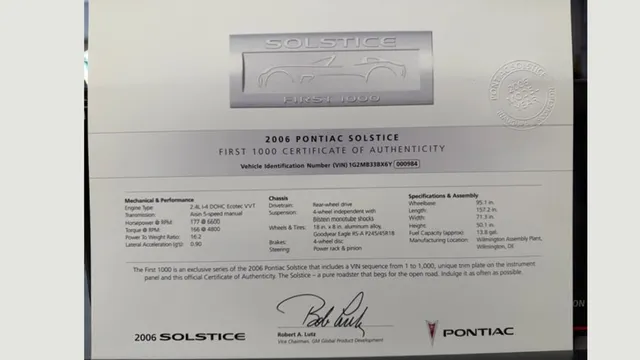 SOLSTICE
FIRST 1000
2006 PONTIAC SOLSTICE
FIRST 1000 CERTIFICATE OF AUTHENTICITY
Vehicle Identification Number (VIN) 1G2MB33BX6Y 000984
Mechanical & Performance
Engine Type: 2.4L I-4 DOHC Ecotec VVT
Transmission: Aisin 5-speed manual
Horsepower @ RPM: 177 @ 6600
Torque @ RPM: 166 @ 4800
Power To Weight Ratio: 16.2
Lateral Acceleration (g's): 0.90
Chassis
Drivetrain: Rear-wheel drive
Suspension: 4-wheel independent with
Bilstein monotube shocks
Wheels & Tires: 18 in. x 8 in. aluminum alloy,
Goodyear Eagle RS-A P245/45R18
Brakes: 4-wheel disc
Steering: Power rack & pinion
Specifications & Assembly
Wheelbase: 95.1 in.
Length: 157.2 in.
Width: 71.3 in.
Height: 50.1 in.
Fuel Capacity (approx): 13.8 gal.
Manufacturing Location: Wilmington Assembly Plant,
Wilmington, DE
The First 1000 is an exclusive series of the 2006 Pontiac Solstice that includes a VIN sequence from 1 to 1,000, unique trim plate on the instrument
panel and this official Certificate of Authenticity. The Solstice – a pure roadster that begs for the open road. Indulge it as often as possible.
Bob Lutz
Robert A. Lutz
Vice Chairman, GM Global Product Development
2006 SOLSTICE
PONTIAC